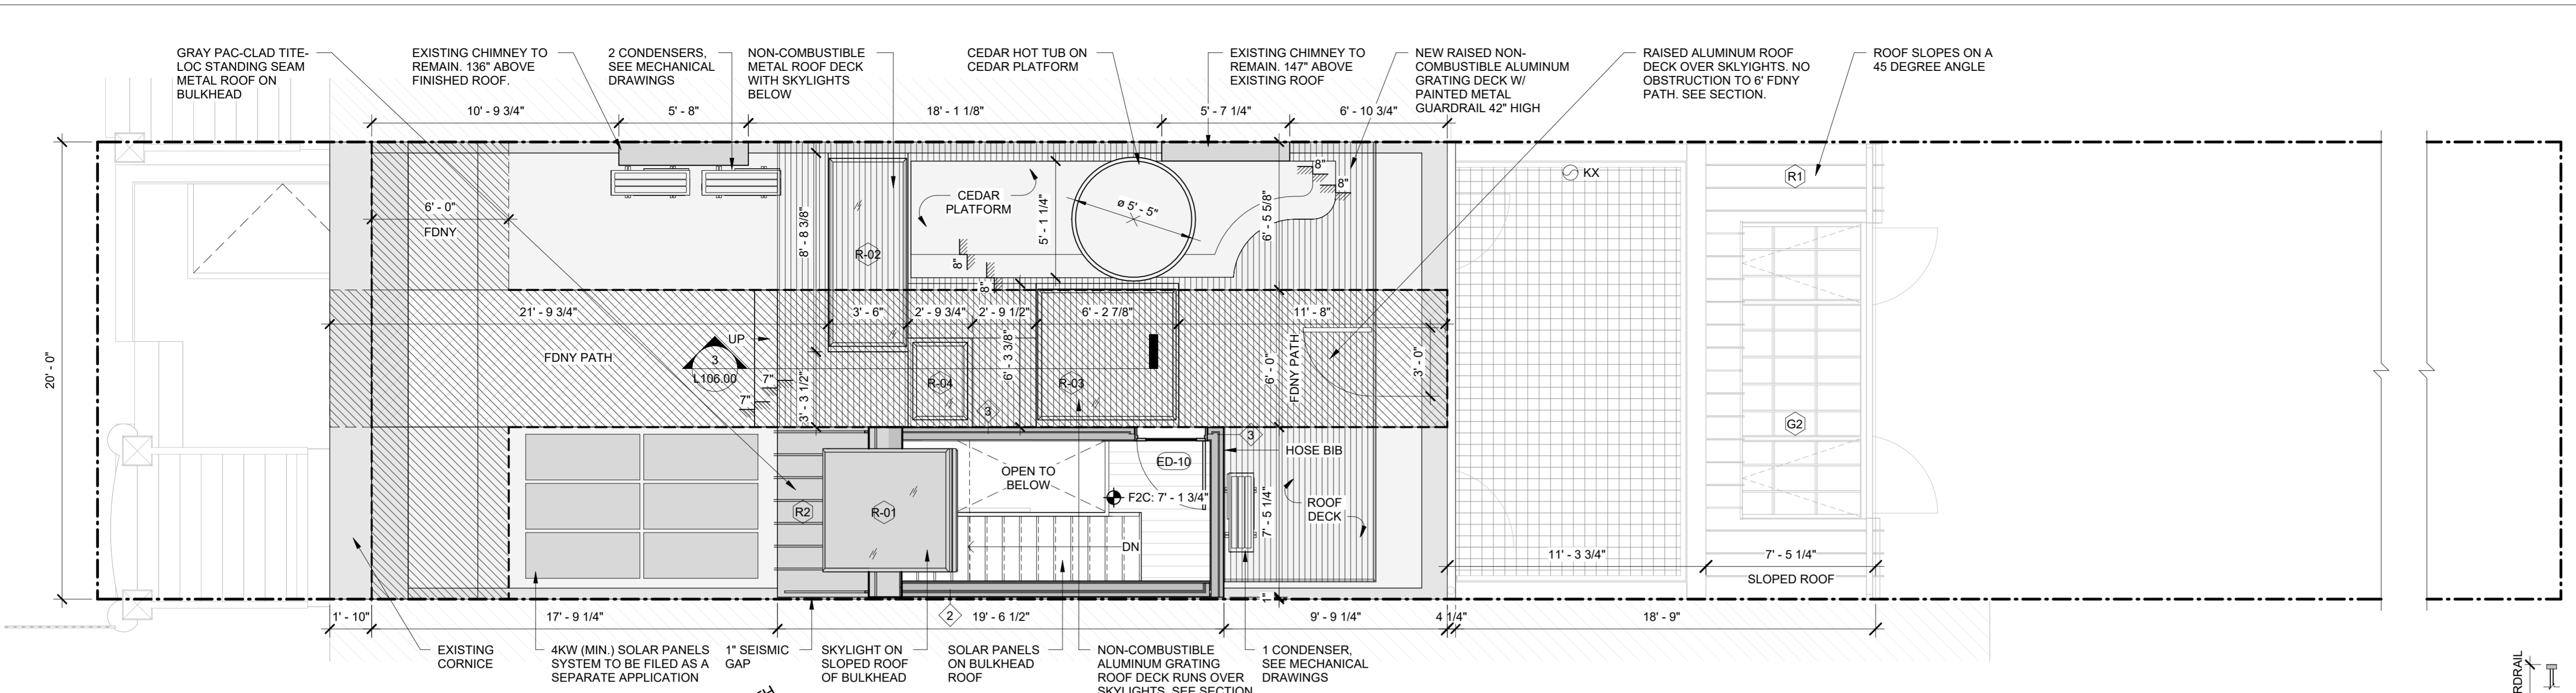 GRAY PAC-CLAD TITE-
LOC STANDING SEAM
METAL ROOF ON
BULKHEAD
EXISTING CHIMNEY TO
REMAIN. 136" ABOVE
FINISHED ROOF.
2 CONDENSERS,
SEE MECHANICAL
DRAWINGS
NON-COMBUSTIBLE
METAL ROOF DECK
WITH SKYLIGHTS
BELOW
CEDAR HOT TUB ON
CEDAR PLATFORM
EXISTING CHIMNEY TO
REMAIN. 147" ABOVE
EXISTING ROOF
NEW RAISED NON-
COMBUSTIBLE ALUMINUM
GRATING DECK W/
PAINTED METAL
GUARDRAIL 42" HIGH
RAISED ALUMINUM ROOF
DECK OVER SKLYIGHTS. NO
OBSTRUCTION TO 6' FDNY
PATH. SEE SECTION.
ROOF SLOPES ON A
45 DEGREE ANGLE
10' - 9 3/4"
5' - 8"
18' - 1 1/8"
5' - 7 1/4"
6' - 10 3/4"
20' - 0"
6' - 0"
FDNY
8' - 8 3/8"
R-02
CEDAR
PLATFORM
5' - 1 1/4"
ø 5' - 5"
6' - 5 5/8"
8"
8"
8"
8"
KX
R1
21' - 9 3/4"
3' - 6"
2' - 9 3/4"
2' - 9 1/2"
6' - 2 7/8"
11' - 8"
FDNY PATH
UP
3
L106.00
7"
7"
3' - 3 1/2"
R-04
6' - 3 3/8"
R-03
3
6' - 0"
FDNY PATH
3' - 0"
G2
R2
R-01
OPEN TO
BELOW
ED-10
3
HOSE BIB
F2C: 7' - 1 3/4"
7' - 5 1/4"
ROOF
DECK
DN
11' - 3 3/4"
7' - 5 1/4"
SLOPED ROOF
1"
1' - 10"
17' - 9 1/4"
2
19' - 6 1/2"
9' - 9 1/4"
4 1/4"
18' - 9"
EXISTING
CORNICE
4KW (MIN.) SOLAR PANELS
SYSTEM TO BE FILED AS A
SEPARATE APPLICATION
1" SEISMIC
GAP
SKYLIGHT ON
SLOPED ROOF
OF BULKHEAD
SOLAR PANELS
ON BULKHEAD
ROOF
NON-COMBUSTIBLE
ALUMINUM GRATING
ROOF DECK RUNS OVER
SKYLIGHTS. SEE SECTION
1 CONDENSER,
SEE MECHANICAL
DRAWINGS